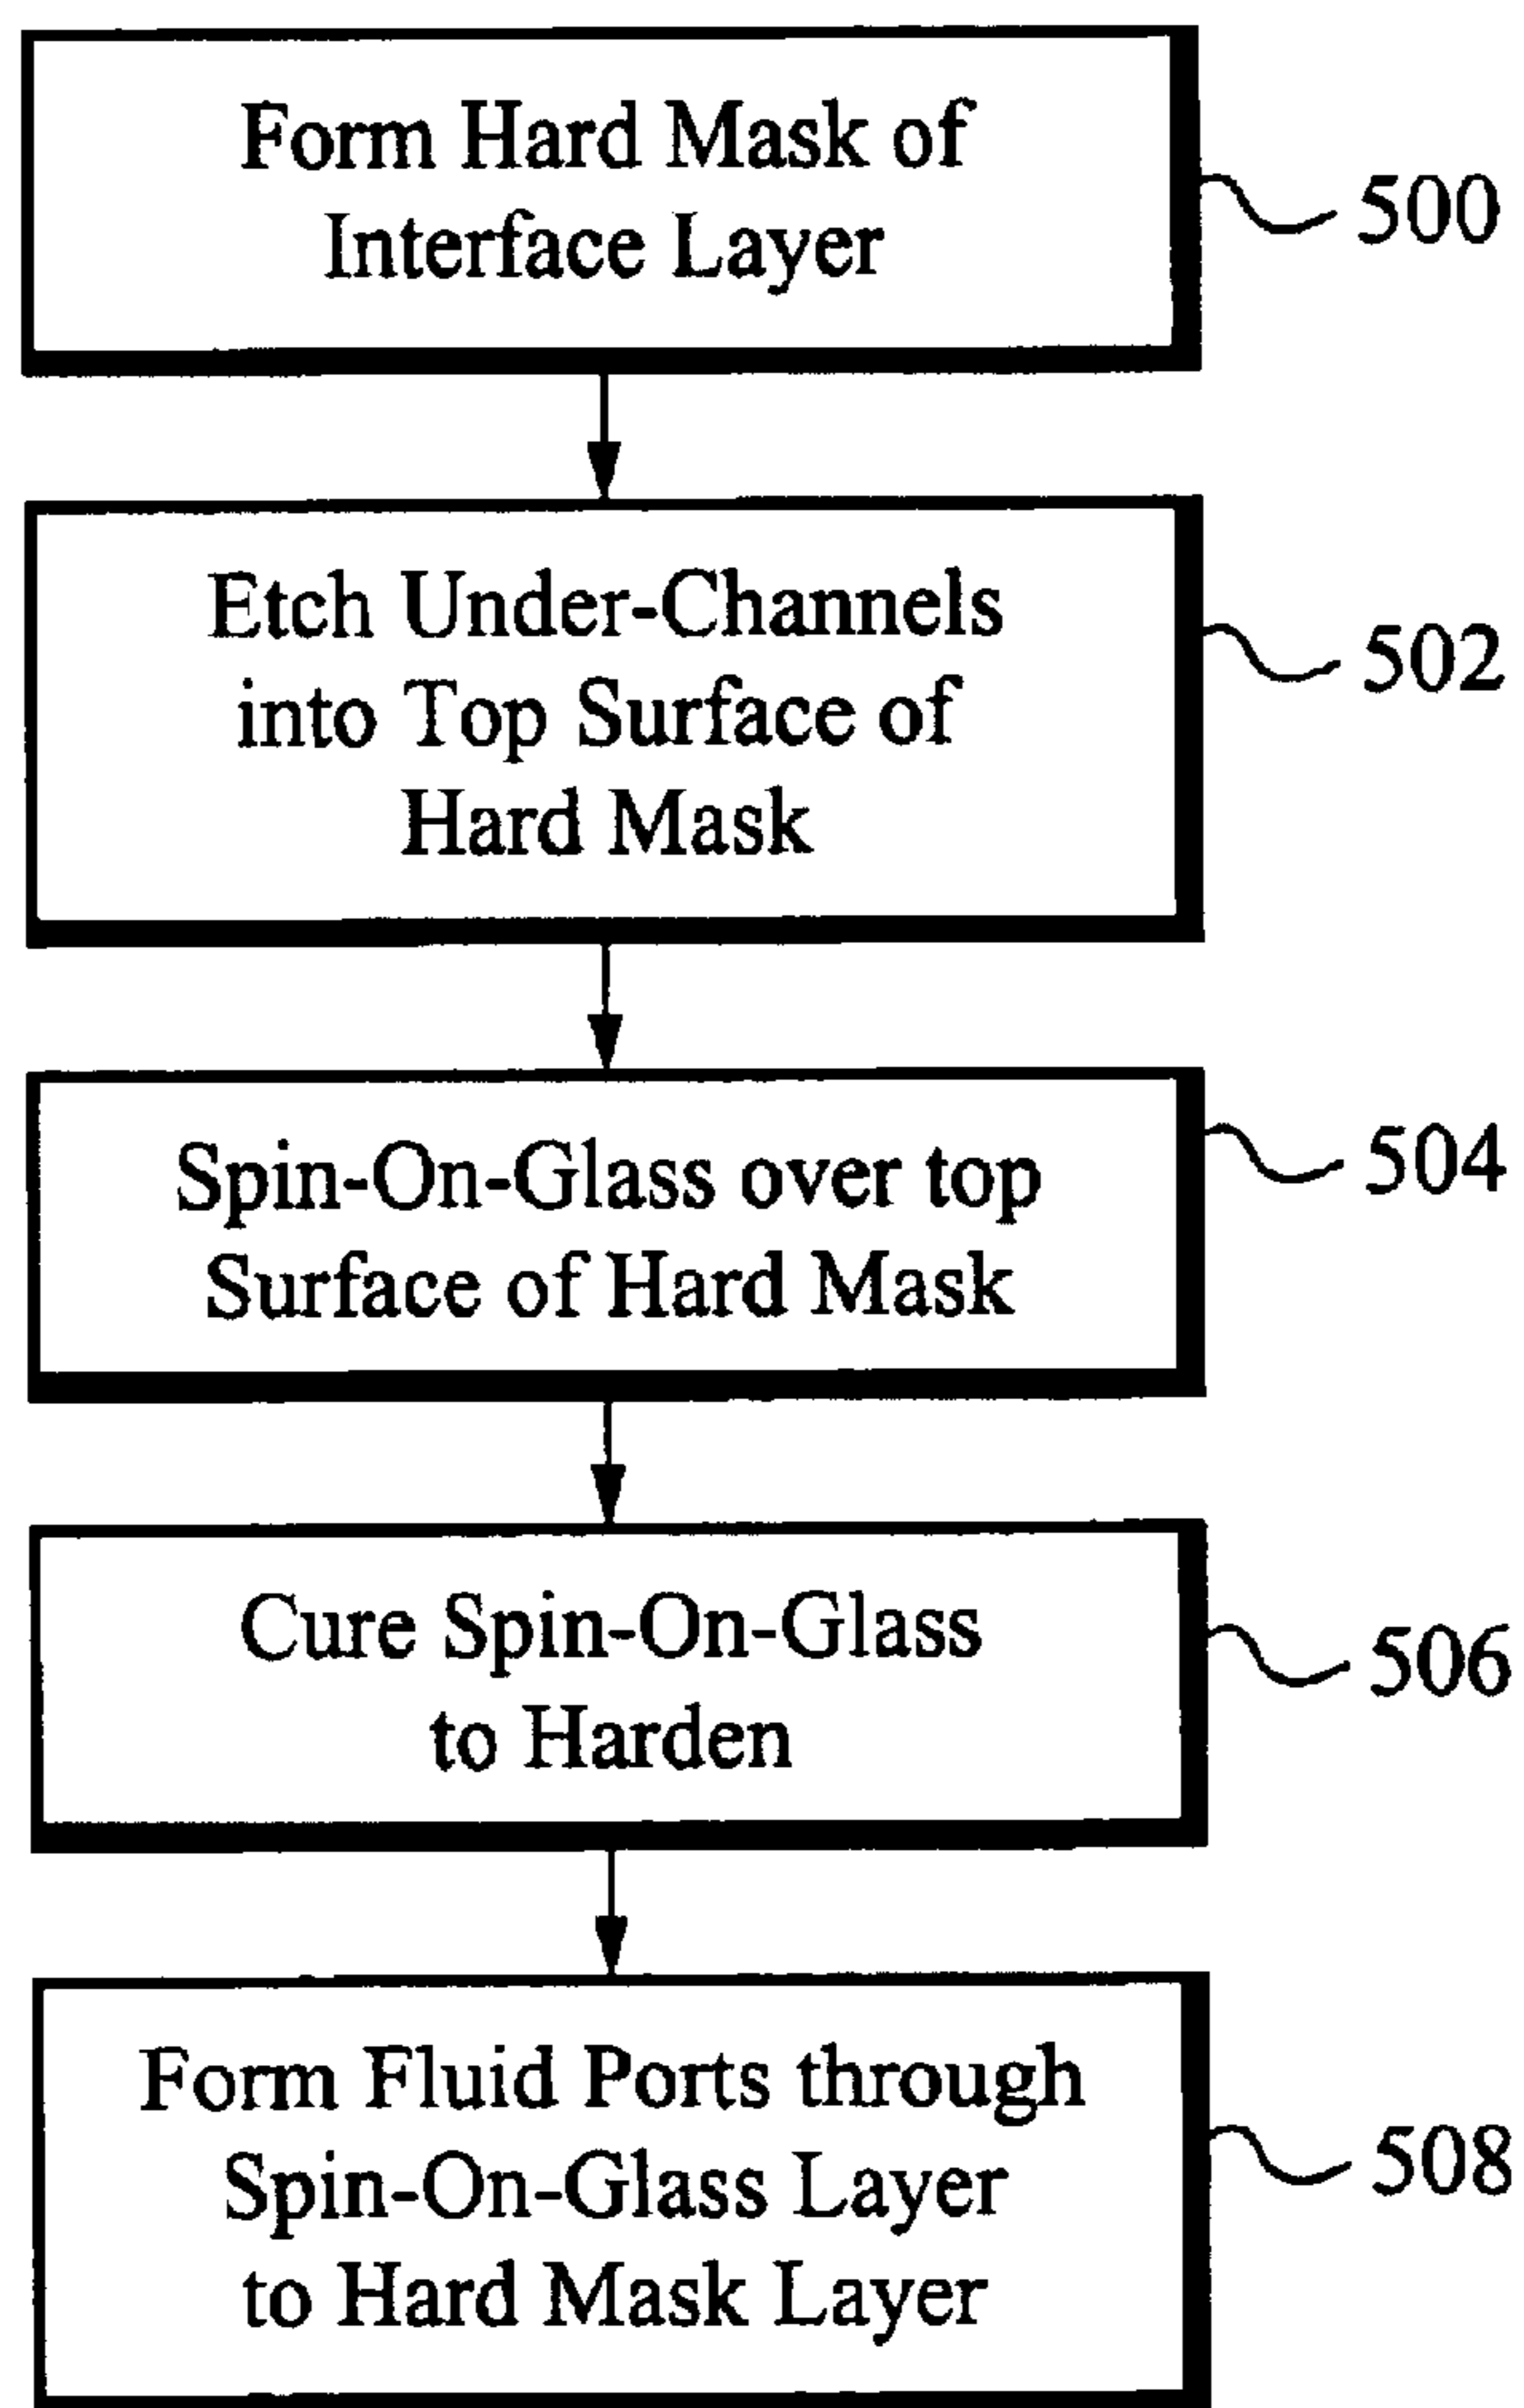 Form Hard Mask of
Interface Layer
500
Etch Under-Channels
into Top Surface of
Hard Mask
502
Spin-On-Glass over top
Surface of Hard Mask
504
Cure Spin-On-Glass
to Harden
506
Form Fluid Ports through
Spin-On-Glass Layer
to Hard Mask Layer
508